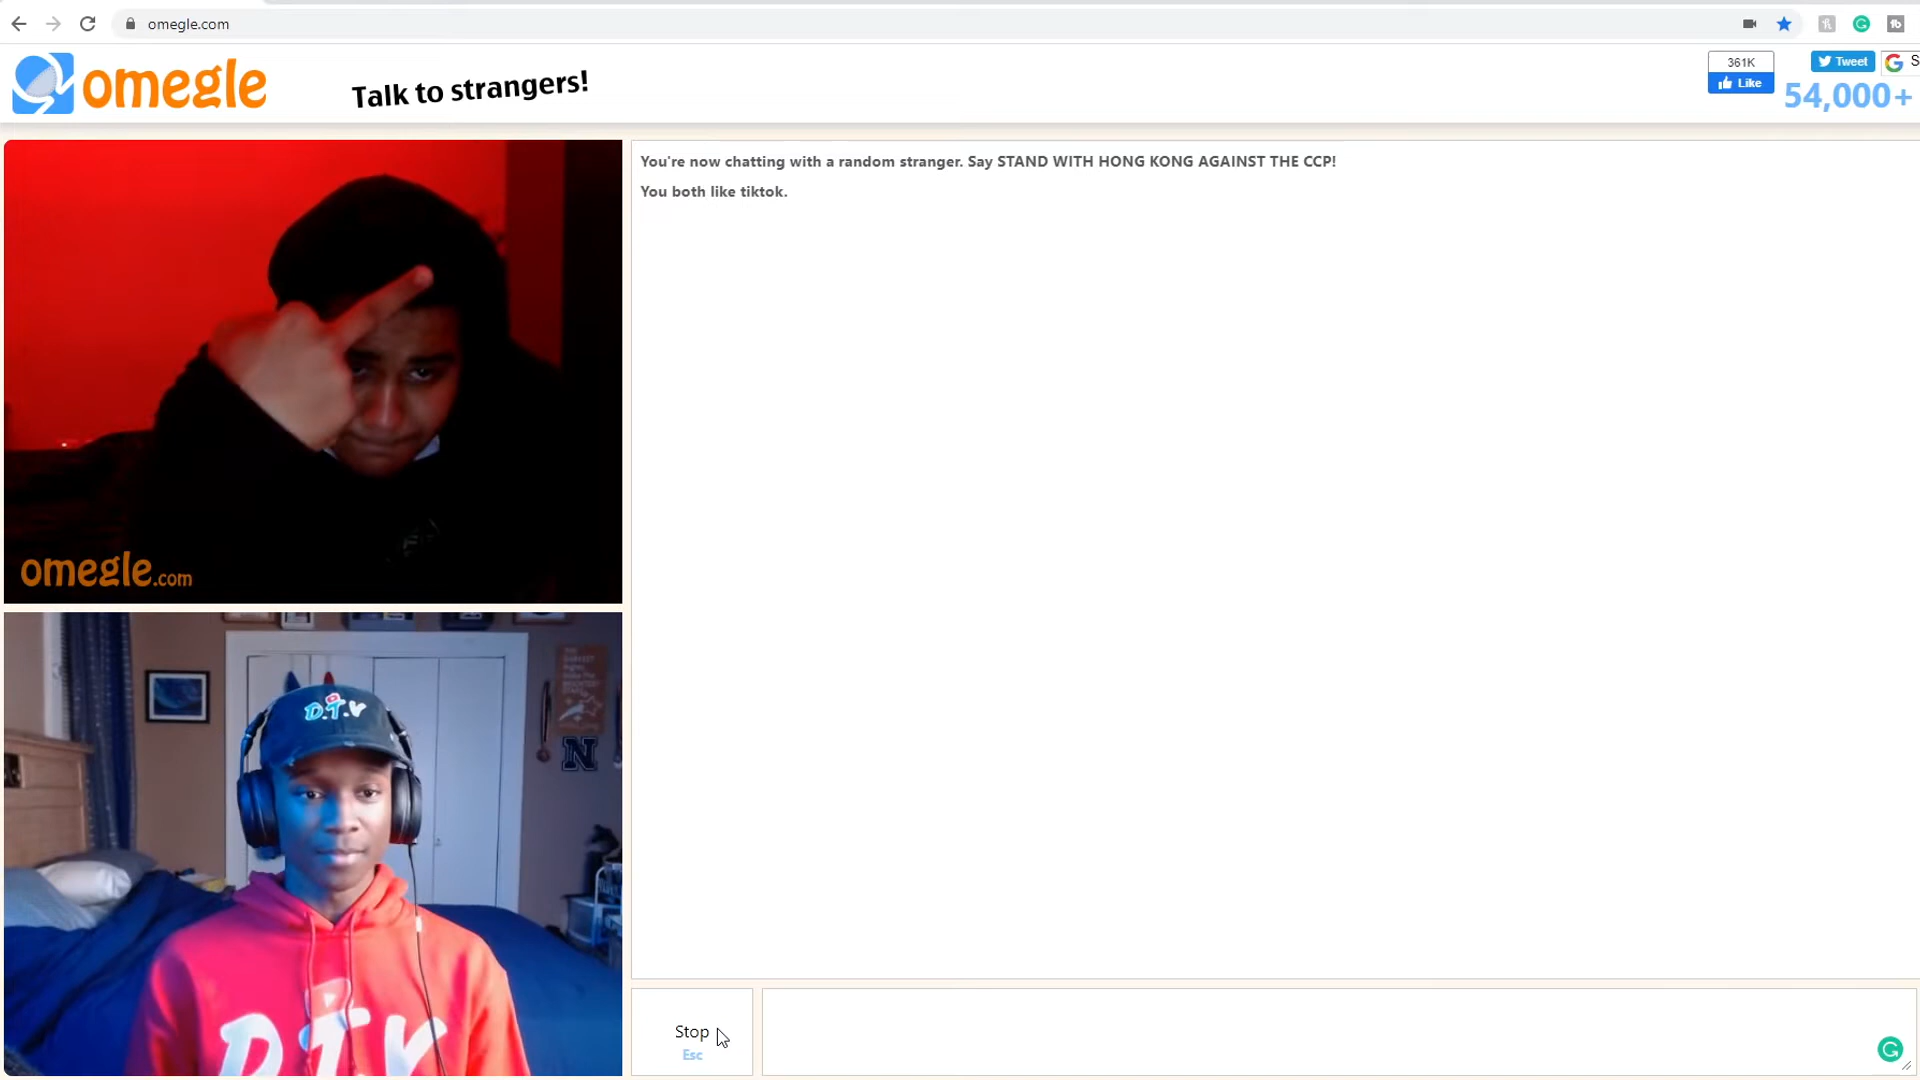 omegle.com
omegle
Talk to strangers!
361K
Like
Tweet
S
54,000+
You're now chatting with a random stranger. Say STAND WITH HONG KONG AGAINST THE CCP!
You both like tiktok.
omegle.com
D.T.V
N
DTV
Stop
Esc